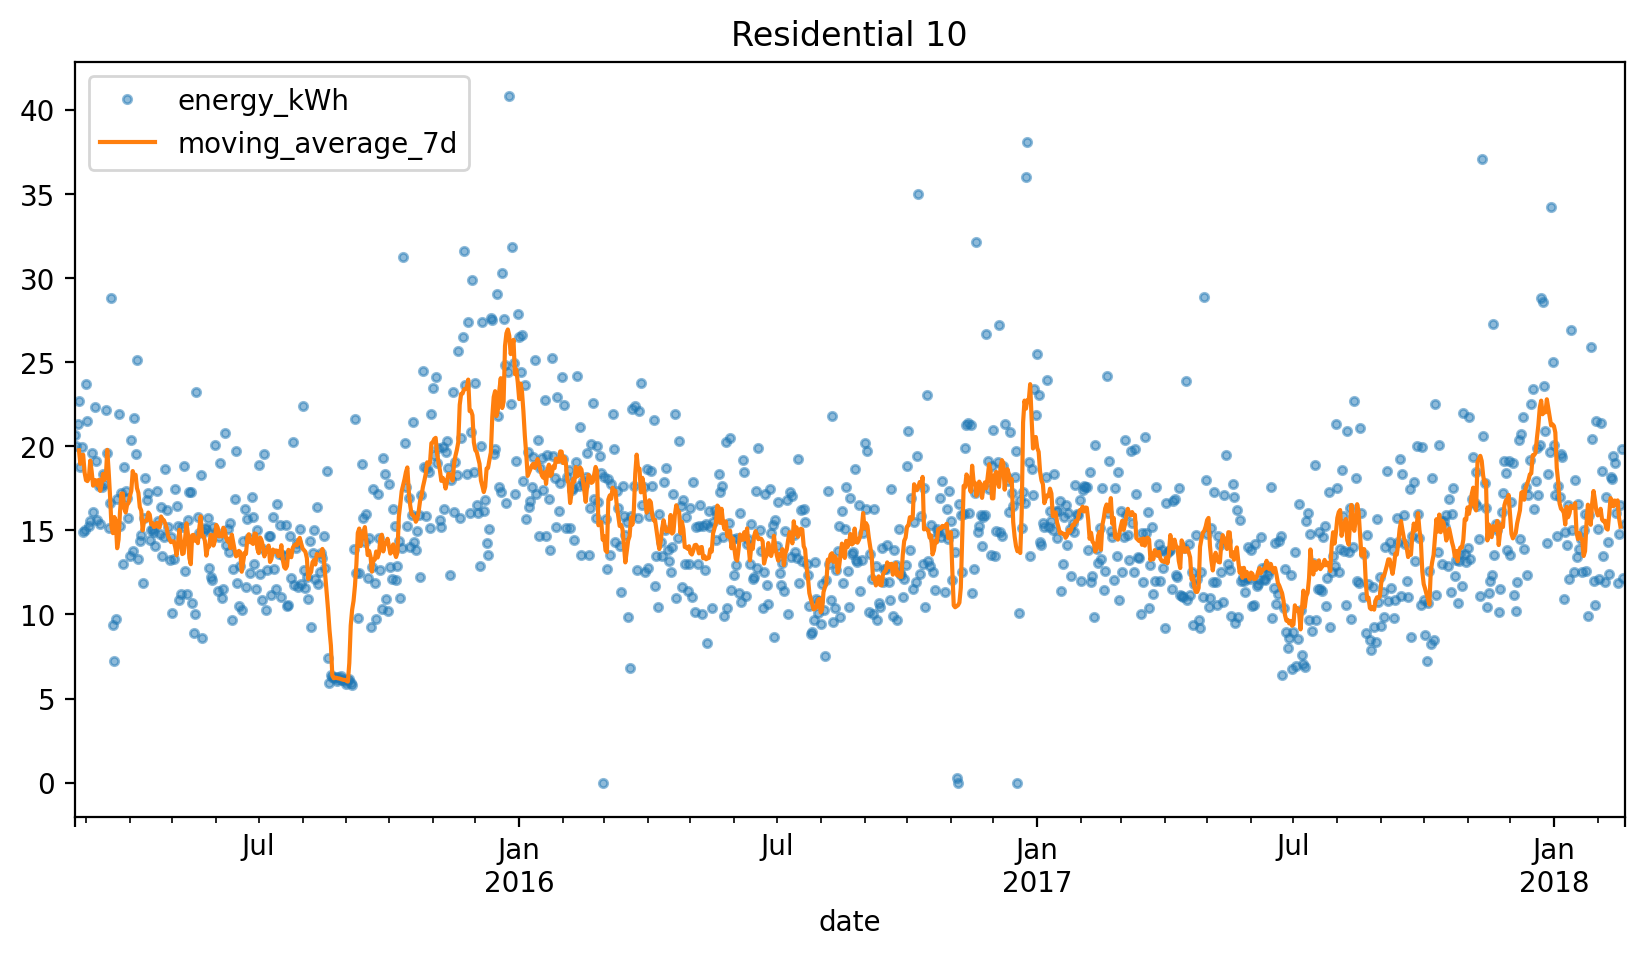 Residential 10
energy_kWh
moving_average_7d
40
35
30
25
20
15
10
5
0
Jul
Jan
2016
Jul
Jan
2017
Jul
Jan
2018
date